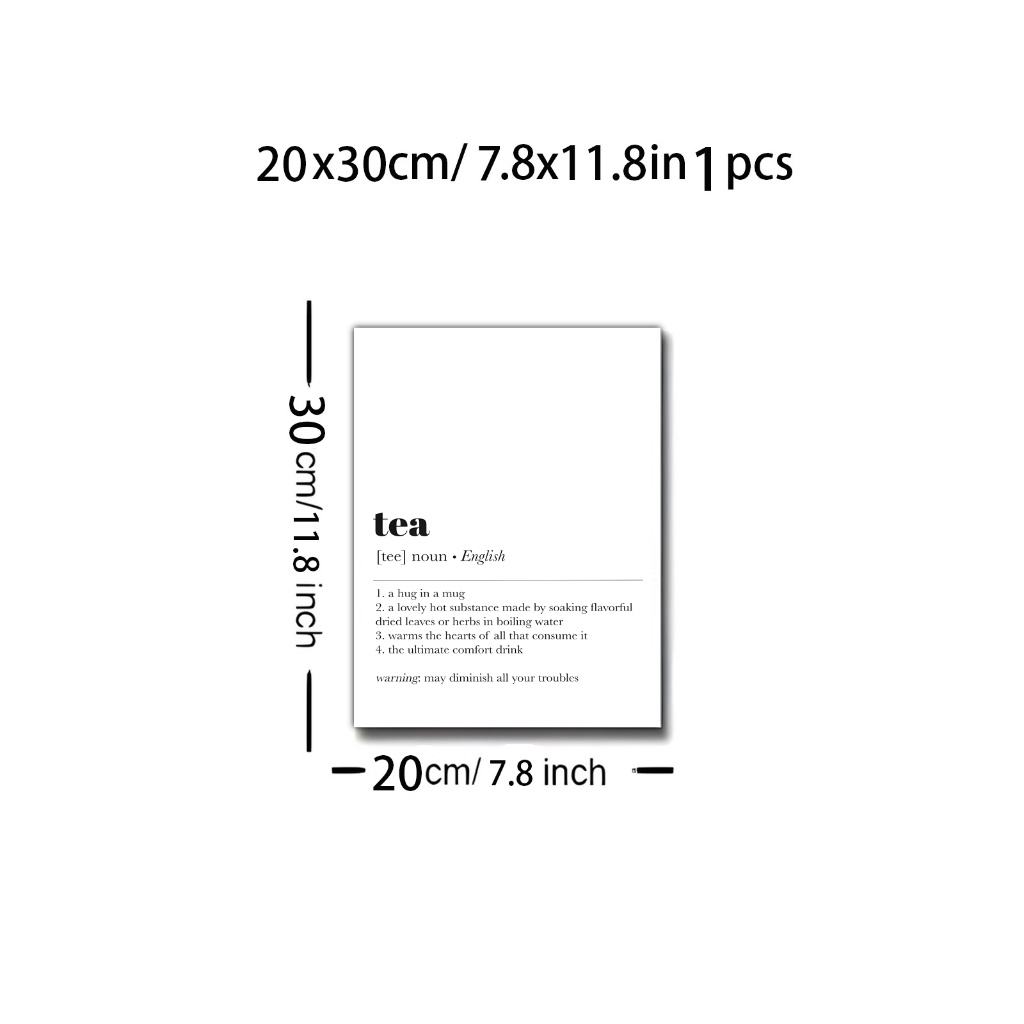 20x30cm/ 7.8x11.8in 1 pcs
30cm/11.8 inch
tea
[tee] noun • English
1. a hug in a mug
2. a lovely hot substance made by soaking flavorful
dried leaves or herbs in boiling water
3. warms the hearts of all that consume it
4. the ultimate comfort drink
warning: may diminish all your troubles
20cm/ 7.8 inch